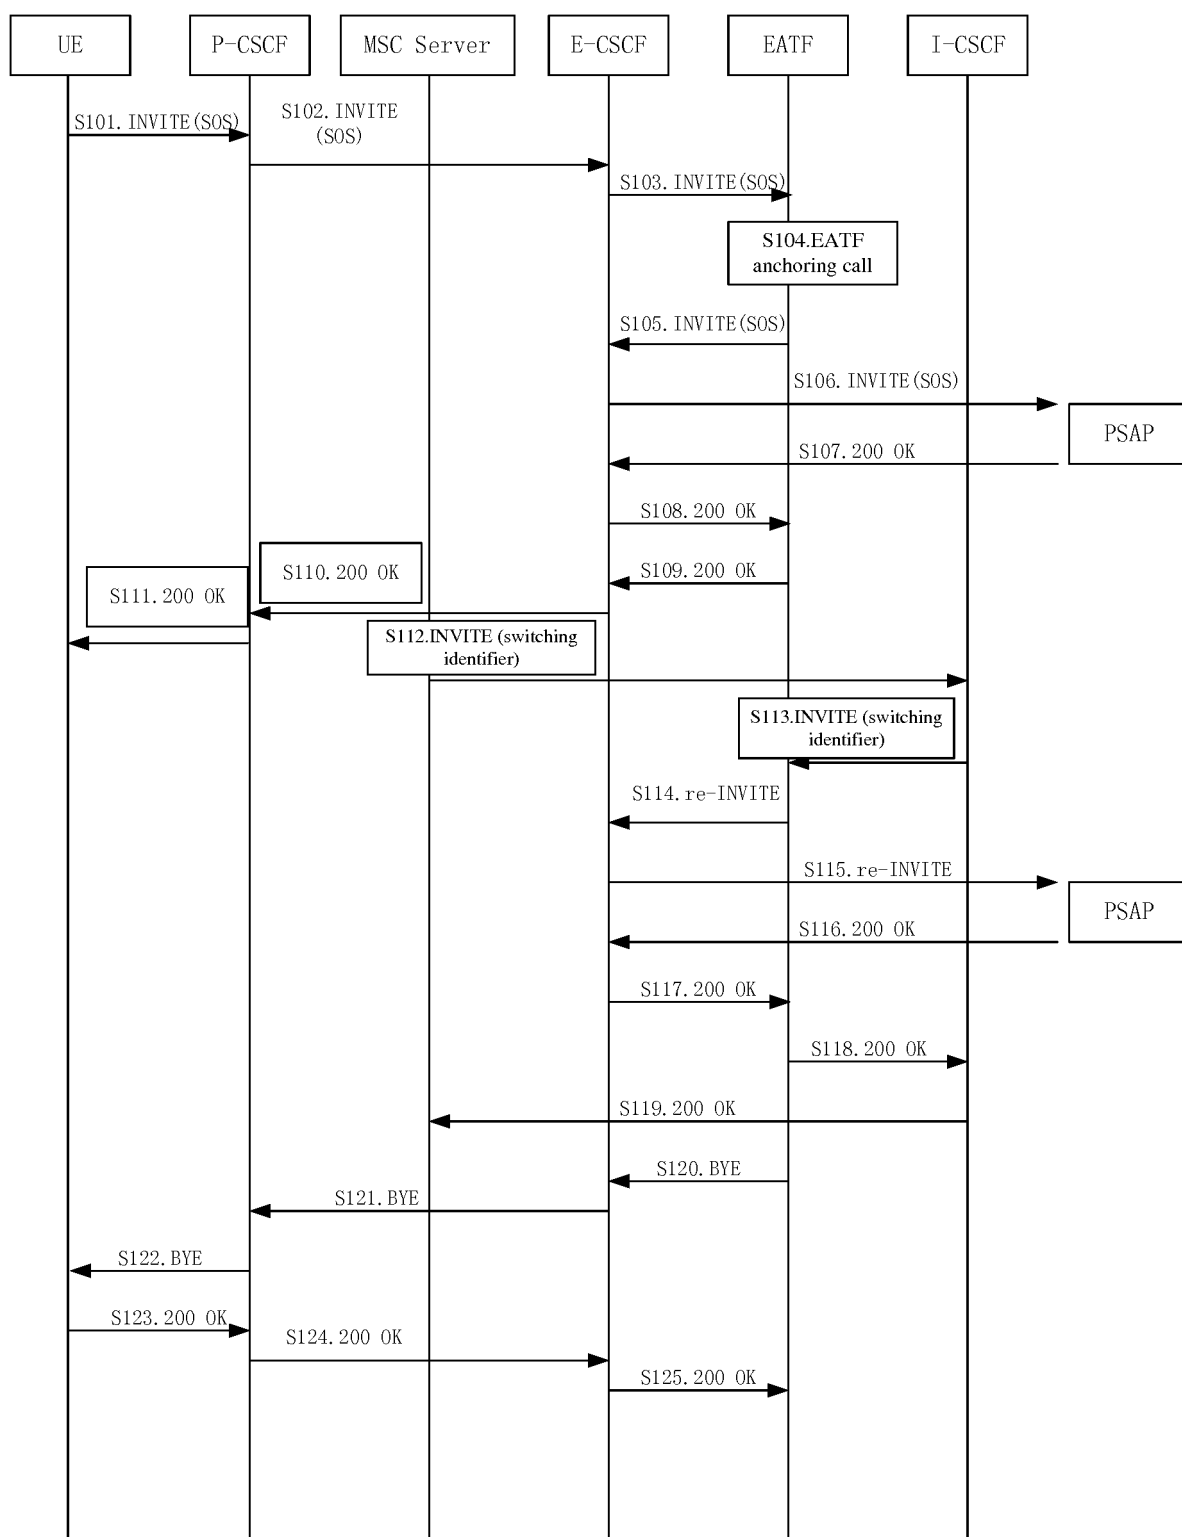 UE
P-CSCF
MSC Server
E-CSCF
EATF
I-CSCF
S101.INVITE(SOS)
S102.INVITE
(SOS)
S103.INVITE(SOS)
S104.EATF
anchoring call
S105.INVITE(SOS)
S106.INVITE(SOS)
PSAP
S107.200 OK
S108.200 OK
S109.200 OK
S110.200 OK
S111.200 OK
S112.INVITE (switching
identifier)
S113.INVITE (switching
identifier)
S114.re-INVITE
S115.re-INVITE
PSAP
S116.200 OK
S117.200 OK
S118.200 OK
S119.200 OK
S120.BYE
S121.BYE
S122.BYE
S123.200 OK
S124.200 OK
S125.200 OK